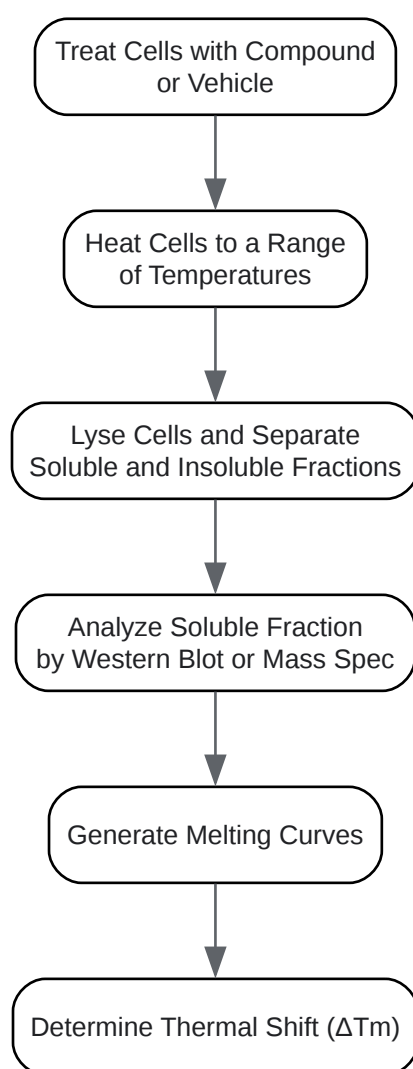 Treat Cells with Compound
or Vehicle
Heat Cells to a Range
of Temperatures
Lyse Cells and Separate
Soluble and Insoluble Fractions
Analyze Soluble Fraction
by Western Blot or Mass Spec
Generate Melting Curves
Determine Thermal Shift (ΔTm)